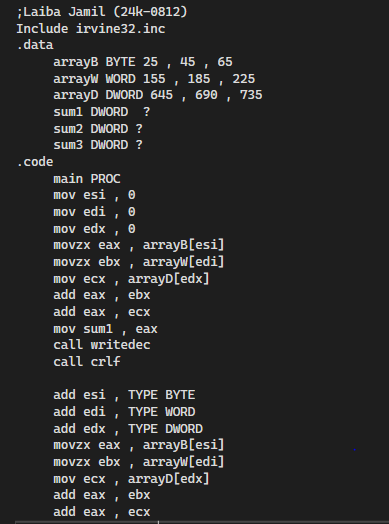 ;Laiba Jamil (24k-0812)
Include irvine32.inc
.data
arrayB BYTE 25 , 45 , 65
arrayW WORD 155 , 185 , 225
arrayD DWORD 645 , 690 , 735
sum1 DWORD  ?
sum2 DWORD ?
sum3 DWORD ?
.code
main PROC
mov esi , 0
mov edi , 0
mov edx , 0
movzx eax , arrayB[esi]
movzx ebx , arrayW[edi]
mov ecx , arrayD[edx]
add eax , ebx
add eax , ecx
mov sum1 , eax
call writedec
call crlf
add esi , TYPE BYTE
add edi , TYPE WORD
add edx , TYPE DWORD
movzx eax , arrayB[esi]
movzx ebx , arrayW[edi]
mov ecx , arrayD[edx]
add eax , ebx
add eax , ecx